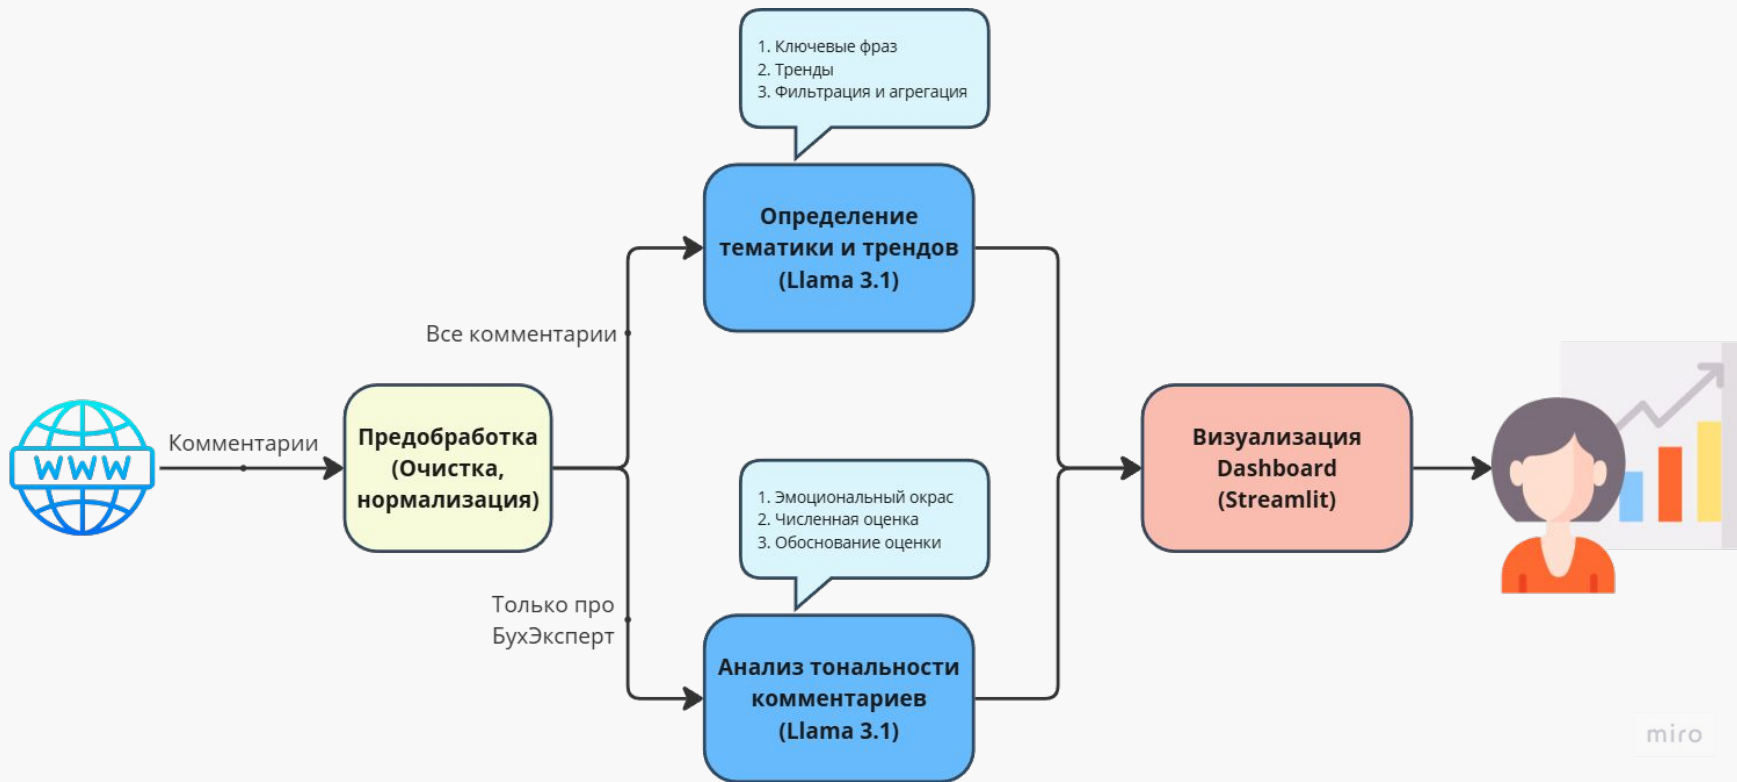 1. Ключевые фраз
2. Тренды
3. Фильтрация и агрегация
Определение
тематики и трендов
(Llama 3.1)
Все комментарии
WWW
Комментарии
Предобработка
(Очистка,
нормализация)
Визуализация
Dashboard
(Streamlit)
1. Эмоциональный окрас
2. Численная оценка
3. Обоснование оценки
Только про
БухЭксперт
Анализ тональности
комментариев
(Llama 3.1)
miro